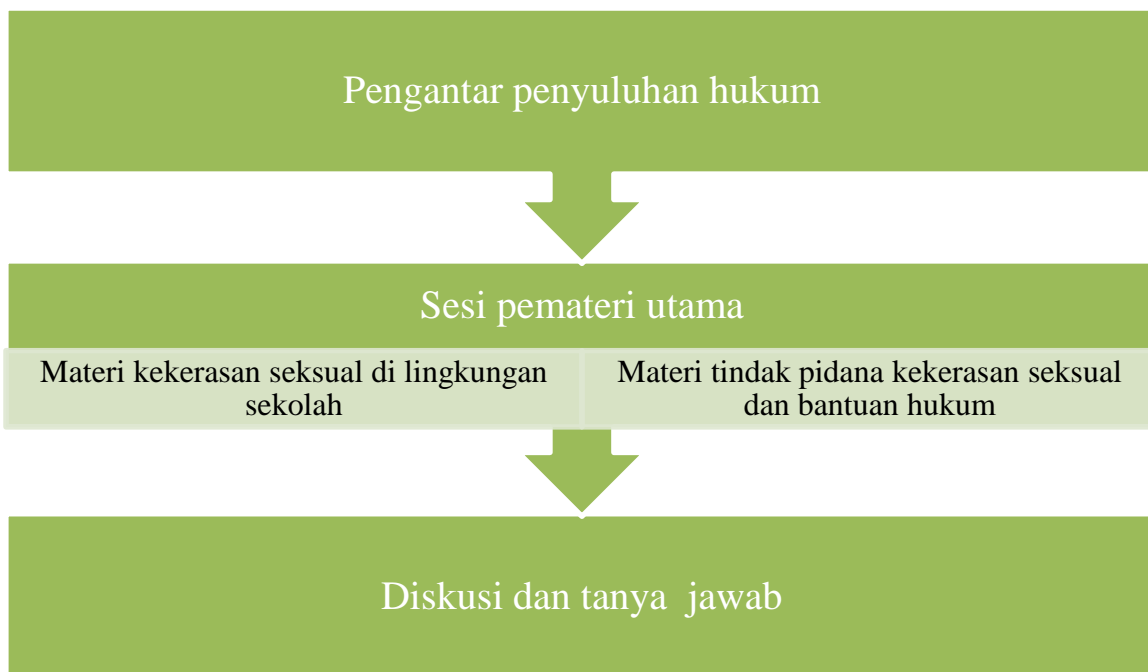 Pengantar penyuluhan hukum
Sesi pemateri utama
Materi kekerasan seksual di lingkungan
sekolah
Materi tindak pidana kekerasan seksual
dan bantuan hukum
Diskusi dan tanya  jawab